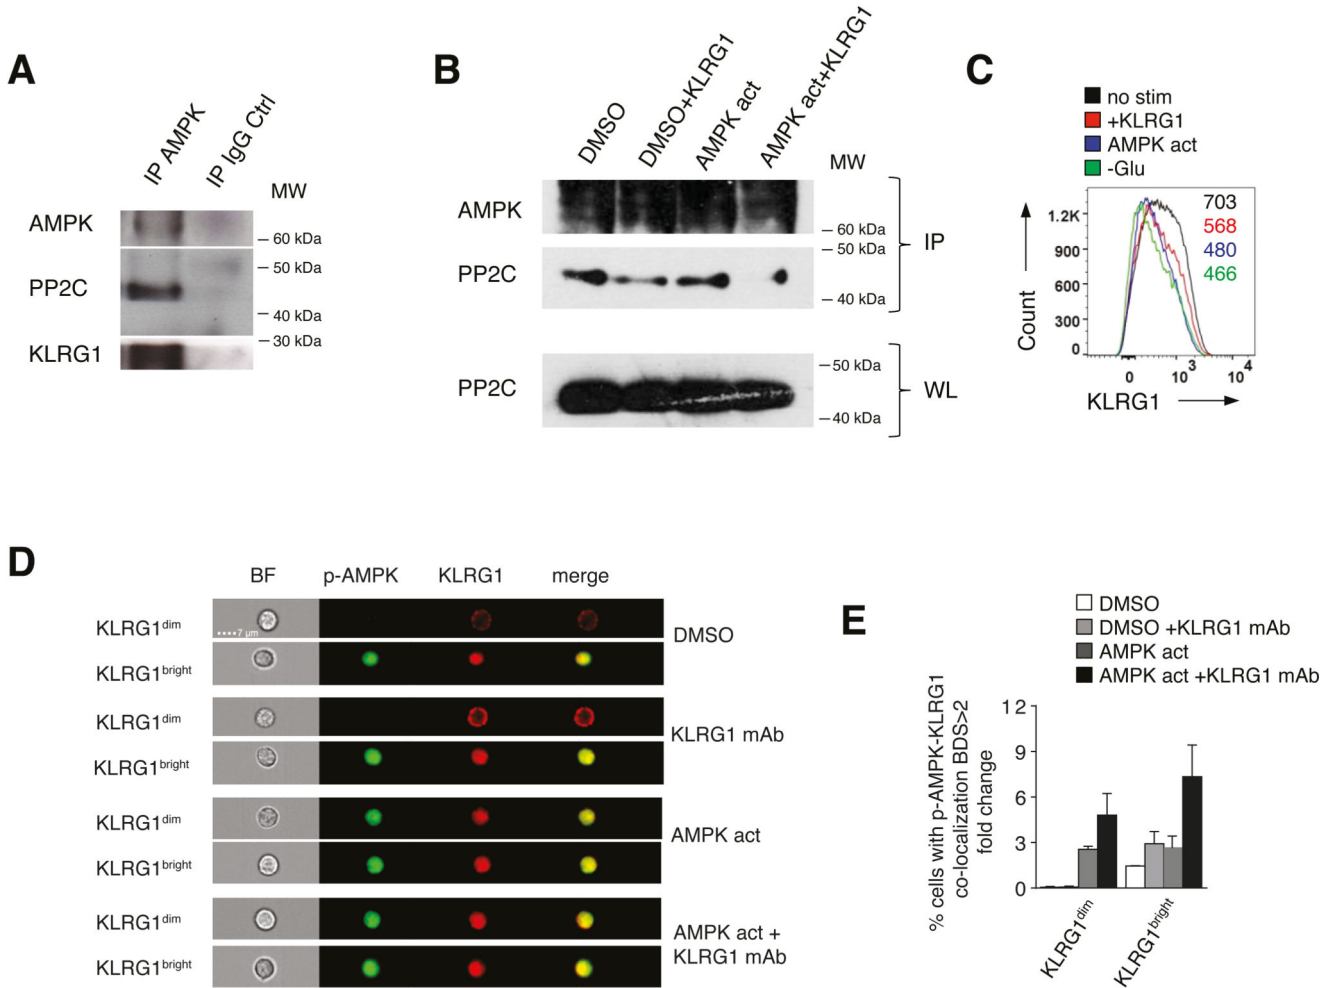 A
IP AMPK
IP IgG Ctrl
MW
AMPK
60 kDa
50 kDa
PP2C
40 kDa
30 kDa
KLRG1
B
DMSO
DMSO+KLRG1
AMPK act
AMPK act+KLRG1
MW
AMPK
60 kDa
50 kDa
IP
PP2C
40 kDa
50 kDa
PP2C
WL
40 kDa
C
no stim
+KLRG1
AMPK act
-Glu
703
568
480
466
Count
1.2K
900
600
300
0
0 10³ 10⁴
KLRG1
D
BF p-AMPK KLRG1 merge
KLRG1dim
7 µm
DMSO
KLRG1bright
KLRG1dim
KLRG1 mAb
KLRG1bright
KLRG1dim
AMPK act
KLRG1bright
KLRG1dim
AMPK act +
KLRG1 mAb
KLRG1bright
E
DMSO
DMSO +KLRG1 mAb
AMPK act
AMPK act +KLRG1 mAb
% cells with p-AMPK-KLRG1
co-localization BDS>2
fold change
12
9
6
3
0
KLRG1dim
KLRG1bright